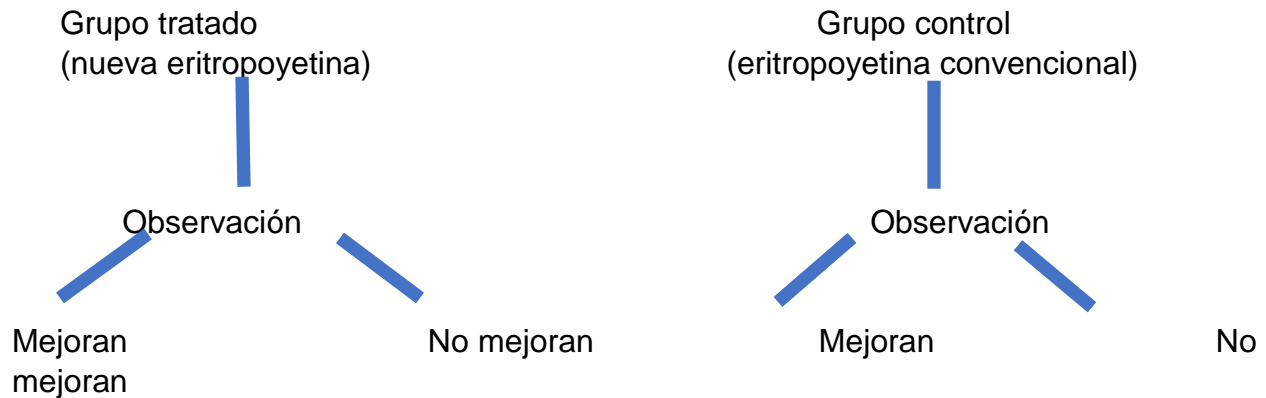 Grupo tratado Grupo control
(nueva eritropoyetina) (eritropoyetina convencional)
Observación Observación
Mejoran No mejoran Mejoran No
mejoran